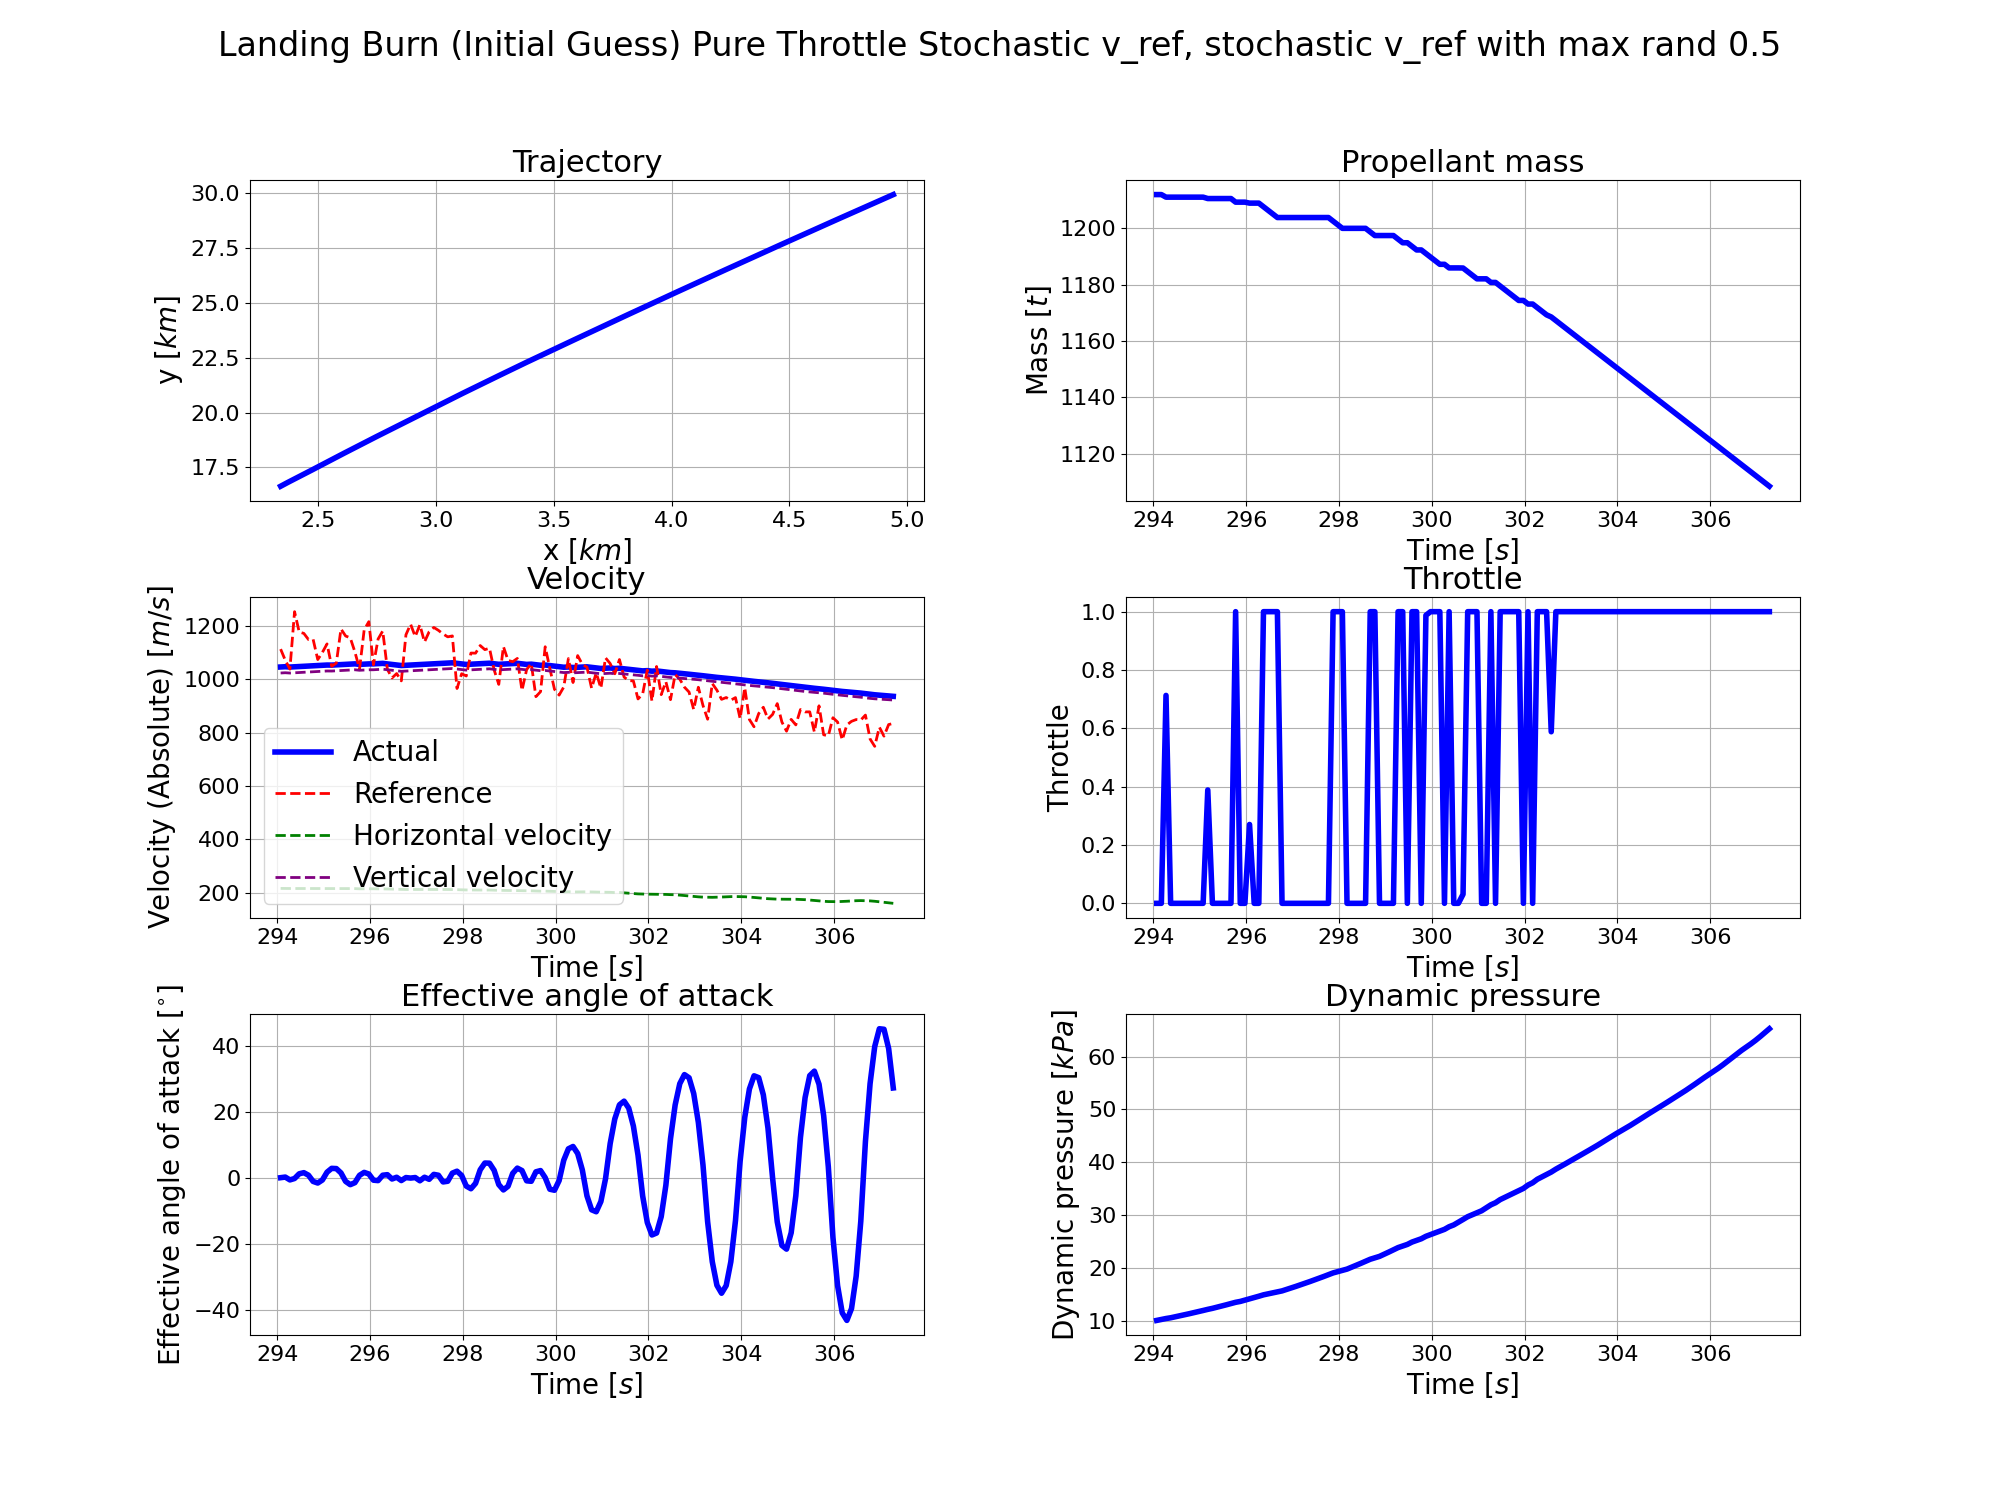 Landing Burn (Initial Guess) Pure Throttle Stochastic v_ref, stochastic v_ref with max rand 0.5
Trajectory
y [km]
30.0
27.5
25.0
22.5
20.0
17.5
2.5 3.0 3.5 4.0 4.5 5.0
x [km]
Propellant mass
Mass [t]
1200
1180
1160
1140
1120
294 296 298 300 302 304 306
Time [s]
Velocity
Velocity (Absolute) [m/s]
1200
1000
800
600
400
200
Actual
Reference
Horizontal velocity
Vertical velocity
294 296 298 300 302 304 306
Time [s]
Throttle
Throttle
1.0
0.8
0.6
0.4
0.2
0.0
294 296 298 300 302 304 306
Time [s]
Effective angle of attack
Effective angle of attack [°]
40
20
0
−20
−40
294 296 298 300 302 304 306
Time [s]
Dynamic pressure
Dynamic pressure [kPa]
60
50
40
30
20
10
294 296 298 300 302 304 306
Time [s]